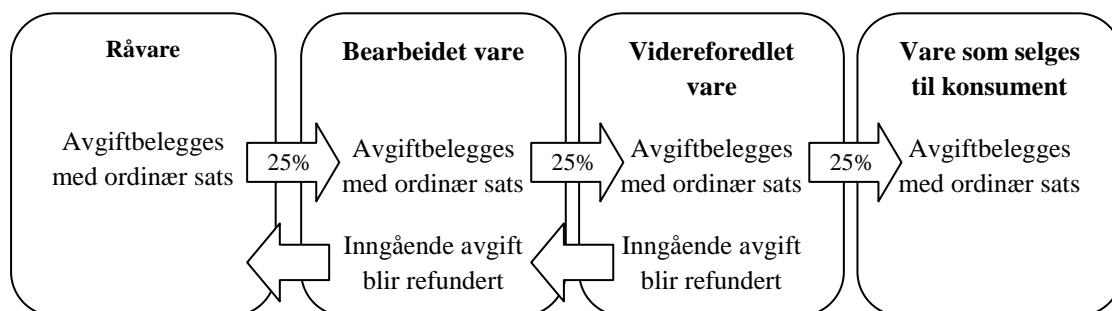 Råvare
Avgiftbelegges
med ordinær sats
25%
Bearbeidet vare
Avgiftbelegges
med ordinær sats
Inngående avgift
blir refundert
25%
Videreforedlet
vare
Avgiftbelegges
med ordinær sats
Inngående avgift
blir refundert
25%
Vare som selges
til konsument
Avgiftbelegges
med ordinær sats